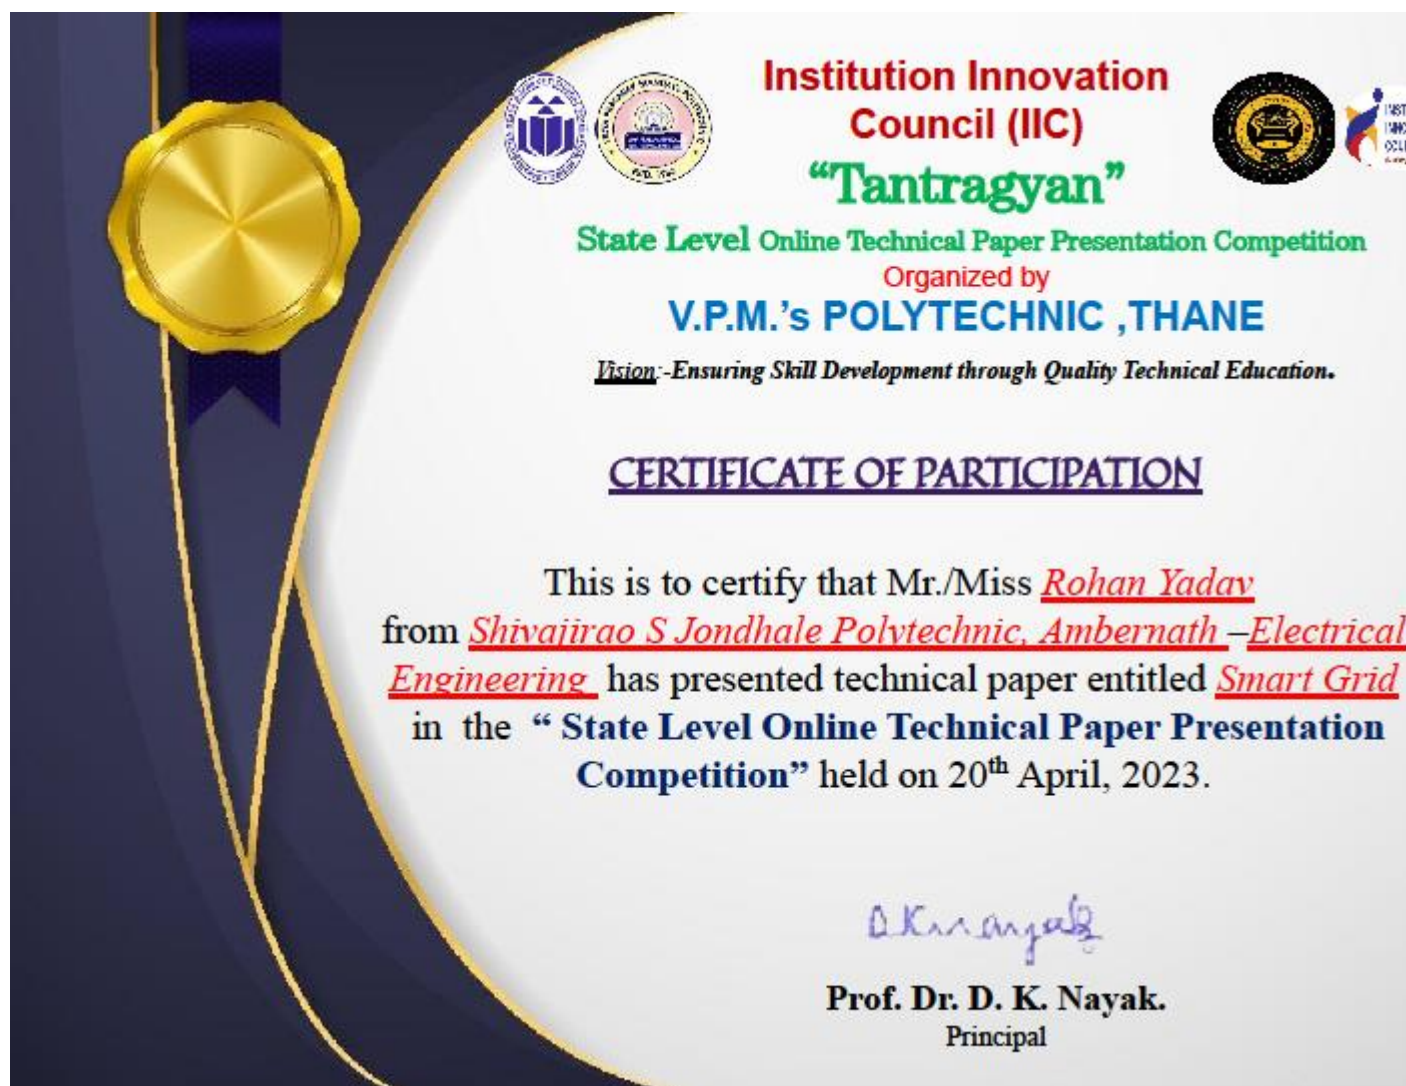 Institution Innovation
Council (IIC)
“Tantragyan”
State Level Online Technical Paper Presentation Competition
Organized by
V.P.M.’s POLYTECHNIC ,THANE
Vision:-Ensuring Skill Development through Quality Technical Education.
CERTIFICATE OF PARTICIPATION
This is to certify that Mr./Miss Rohan Yadav
from Shivajirao S Jondhale Polytechnic, Ambernath –Electrical
Engineering has presented technical paper entitled Smart Grid
in the “ State Level Online Technical Paper Presentation
Competition” held on 20th April, 2023.
Prof. Dr. D. K. Nayak.
Principal